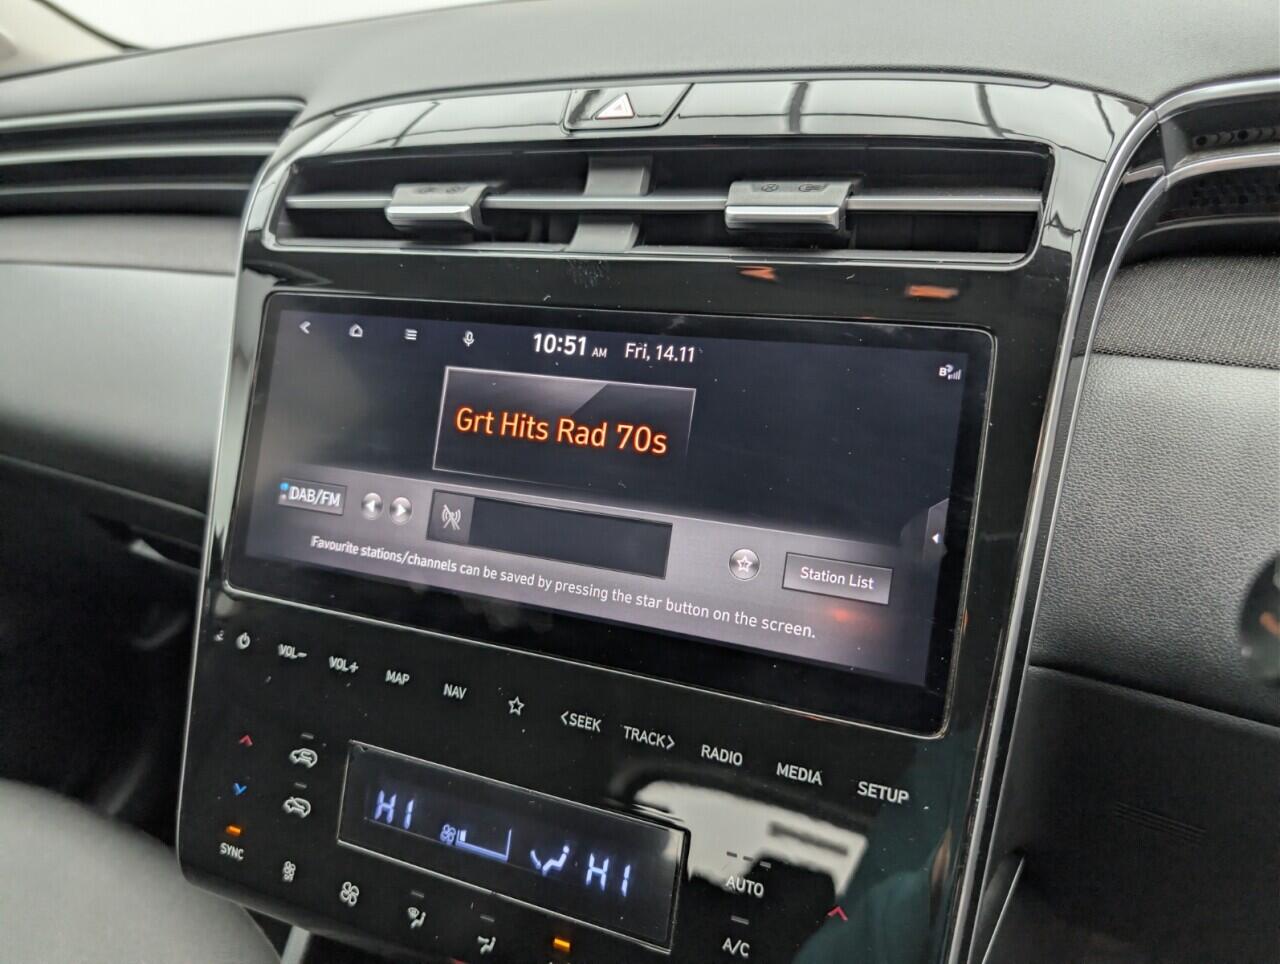 10:51 AM Fri, 14.11
Grt Hits Rad 70s
DAB/FM
Station List
Favourite stations/channels can be saved by pressing the star button on the screen.
VOL-
VOL+
MAP
NAV
<SEEK
TRACK>
RADIO
MEDIA
SETUP
HI
HI
SYNC
AUTO
A/C